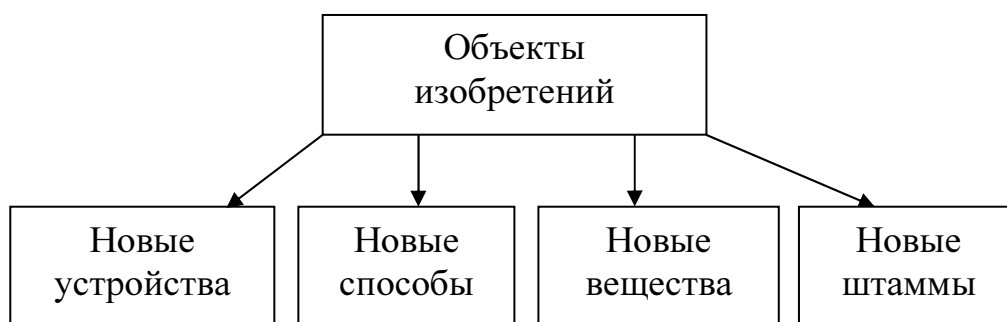 Объекты
изобретений
Новые
устройства
Новые
способы
Новые
вещества
Новые
штаммы